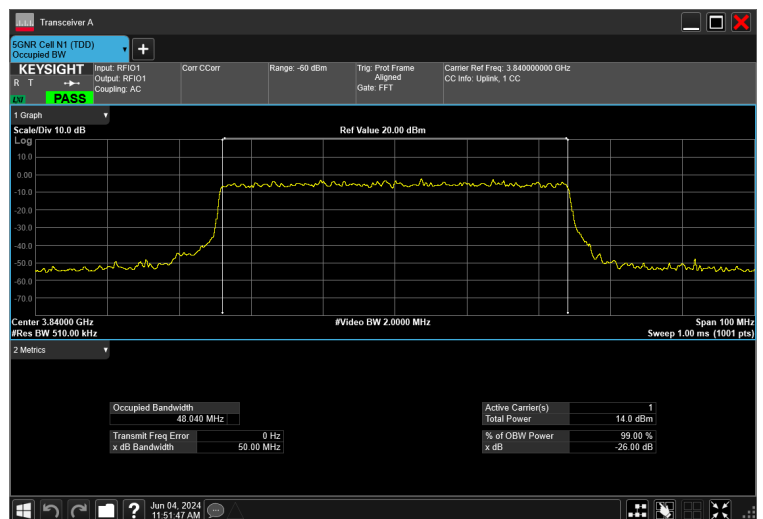 Transceiver A
5GNR Cell N1 (TDD)
Occupied BW
KEYSIGHT
R T
LNI
PASS
Input: RFIO1
Output: RFIO1
Coupling: AC
Corr CCorr
Range: -60 dBm
Trig: Prot Frame
Aligned
Gate: FFT
Carrier Ref Freq: 3.840000000 GHz
CC Info: Uplink, 1 CC
1 Graph
Scale/Div 10.0 dB
Ref Value 20.00 dBm
Log
10.0
0.00
-10.0
-20.0
-30.0
-40.0
-50.0
-60.0
-70.0
Center 3.84000 GHz
#Video BW 2.0000 MHz
Span 100 MHz
#Res BW 510.00 kHz
Sweep 1.00 ms (1001 pts)
2 Metrics
Occupied Bandwidth
48.040 MHz
Transmit Freq Error 0 Hz
x dB Bandwidth 50.00 MHz
Active Carrier(s) 1
Total Power 14.0 dBm
% of OBW Power 99.00 %
x dB -26.00 dB
?
Jun 04, 2024
11:51:47 AM